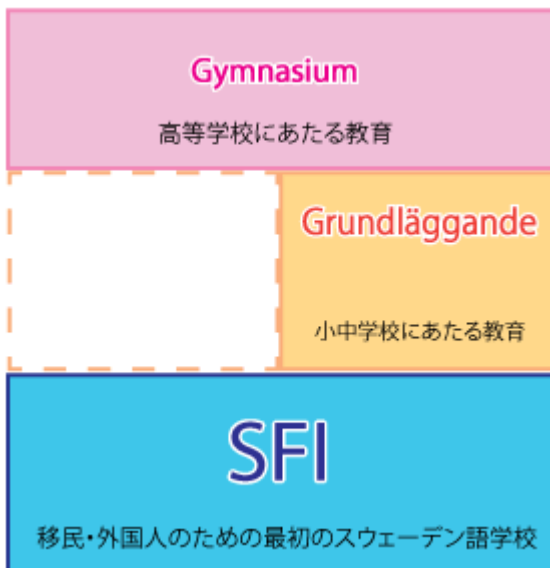 Gymnasium
高等学校にあたる教育
Grundläggande
小中学校にあたる教育
SFI
移民・外国人のための最初のスウェーデン語学校